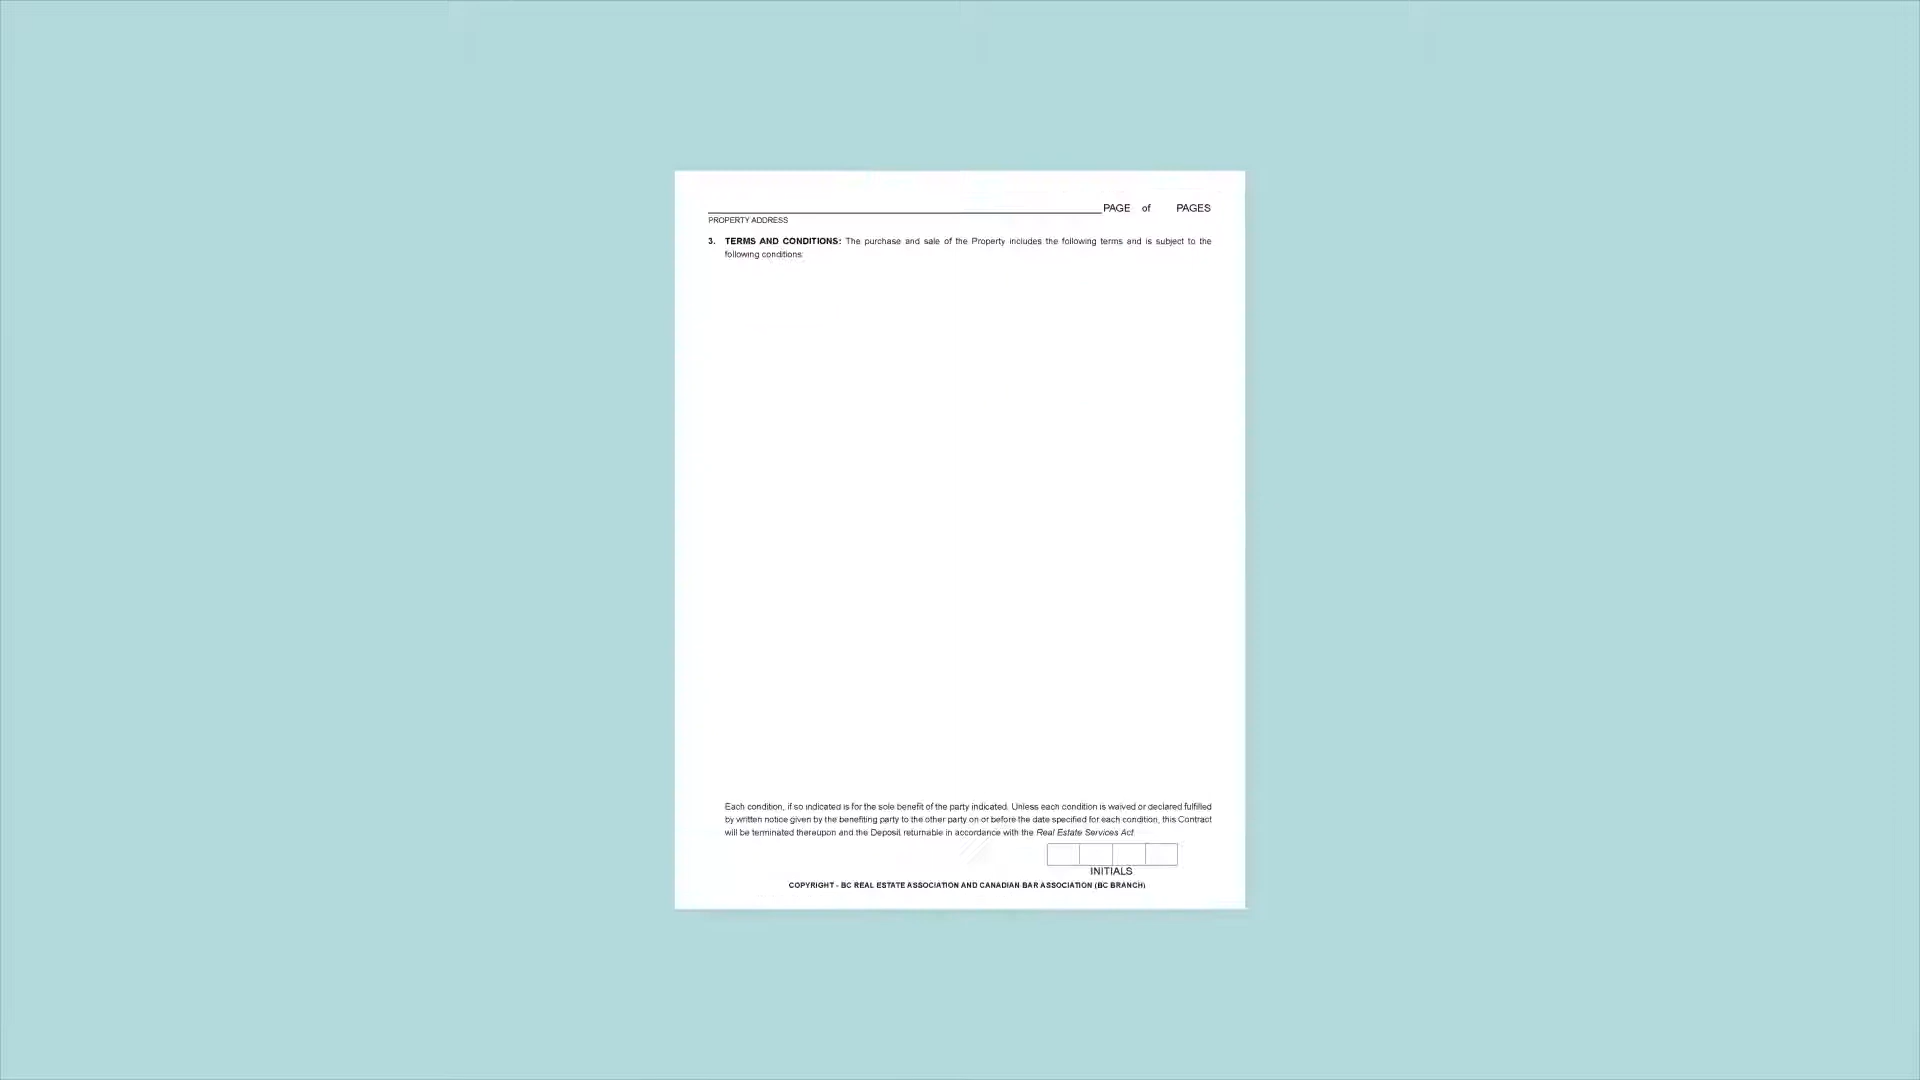 PAGE of PAGES
PROPERTY ADDRESS
3. TERMS AND CONDITIONS: The purchase and sale of the Property includes the following terms and is subject to the
following conditions:
Each condition, if so indicated is for the sole benefit of the party indicated. Unless each condition is waived or declared fulfilled
by written notice given by the benefiting party to the other party on or before the date specified for each condition, this Contract
will be terminated thereupon and the Deposit returnable in accordance with the Real Estate Services Act.
INITIALS
COPYRIGHT - BC REAL ESTATE ASSOCIATION AND CANADIAN BAR ASSOCIATION (BC BRANCH)